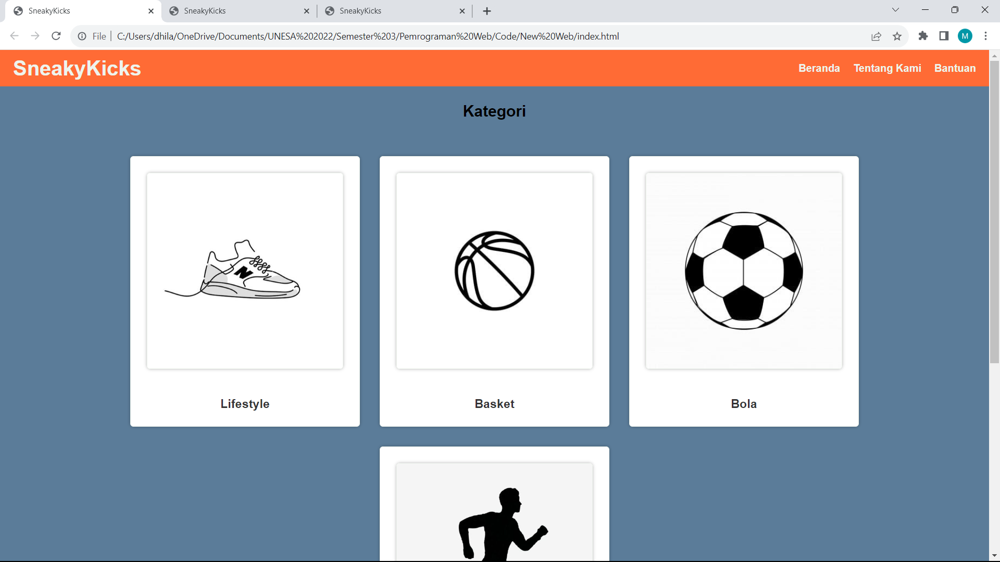 SneakyKicks
SneakyKicks
SneakyKicks
File
C:/Users/dhila/OneDrive/Documents/UNESA%202022/Semester%203/Pemrograman%20Web/Code/New%20Web/index.html
M
SneakyKicks
Beranda
Tentang Kami
Bantuan
Kategori
N
Lifestyle
Basket
Bola